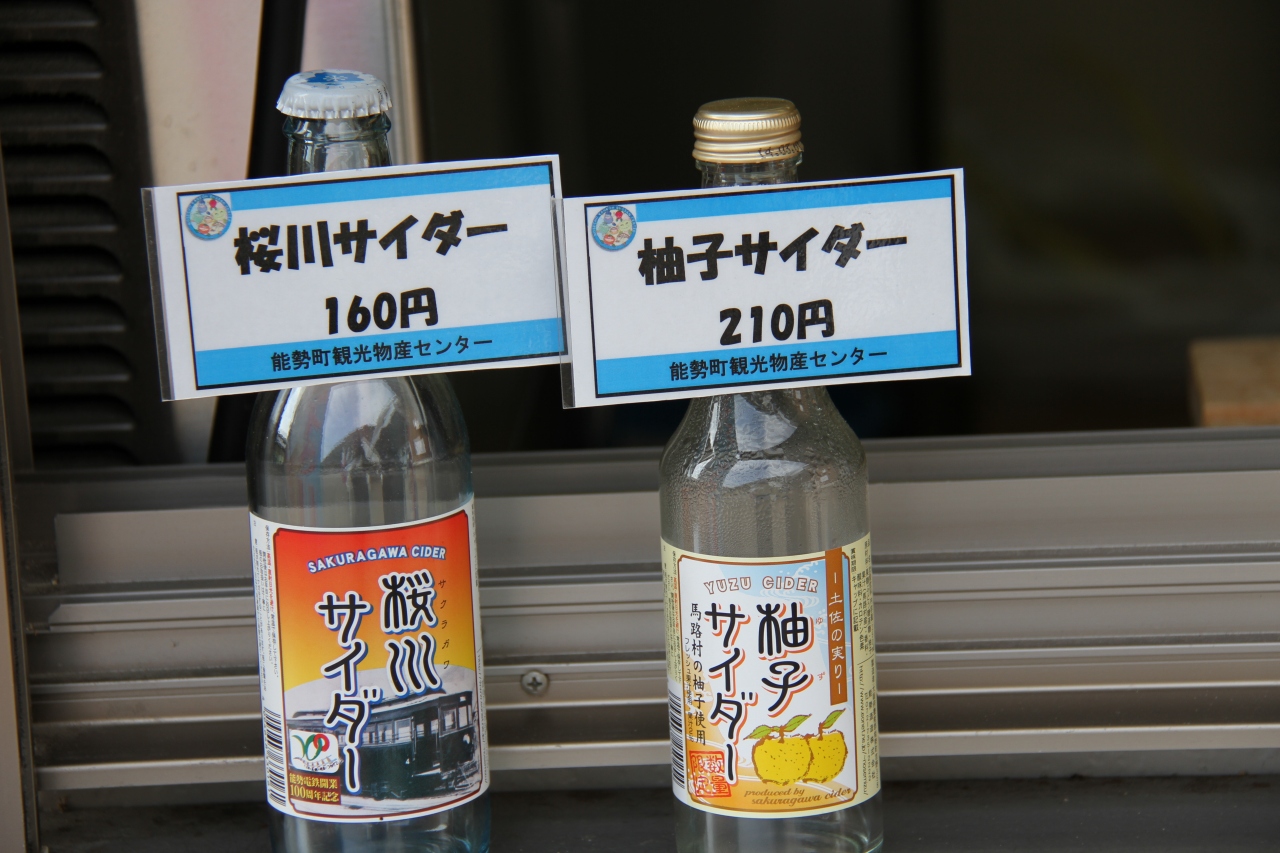 桜川サイダー
160円
能勢町観光物産センター
柚子サイダー
210円
能勢町観光物産センター
SAKURAGAWA CIDER
桜川
サクラガワ
サイダー
能勢電鉄開業
100周年記念
YUZU CIDER
土佐の実り
柚子
ゆず
サイダー
馬路村の柚子使用
数量
限定
produced by
sakuragawa cider